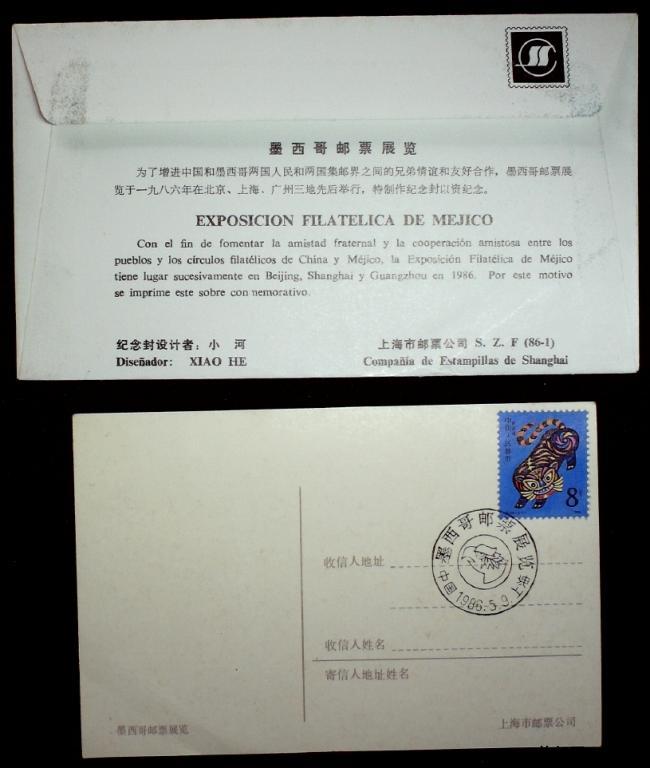 墨西哥邮票展览
为了增进中国和墨西哥两国人民和两国集邮界之间的兄弟情谊和友好合作，墨西哥邮票展
览于一九八六年在北京、上海、广州三地先后举行，特制作纪念封以资纪念。
EXPOSICION FILATELICA DE MEJICO
Con el fin de fomentar la amistad fraternal y la cooperación amistosa entre los
pueblos y los círculos filatélicos de China y Méjico, la Exposición Filatélica de Méjico
tiene lugar sucesivamente en Beijing, Shanghai y Guangzhou en 1986. Por este motivo
se imprime este sobre con nemorativo.
纪念封设计者：小 河
上海市邮票公司 S. Z. F (86-1)
Diseñador: XIAO HE
Compañia de Estampillas de Shanghai
中国人民邮政
8
墨西哥邮票展览
中国
上海
1986.5.9.
收信人地址
收信人姓名
寄信人地址姓名
墨西哥邮票展览
上海市邮票公司